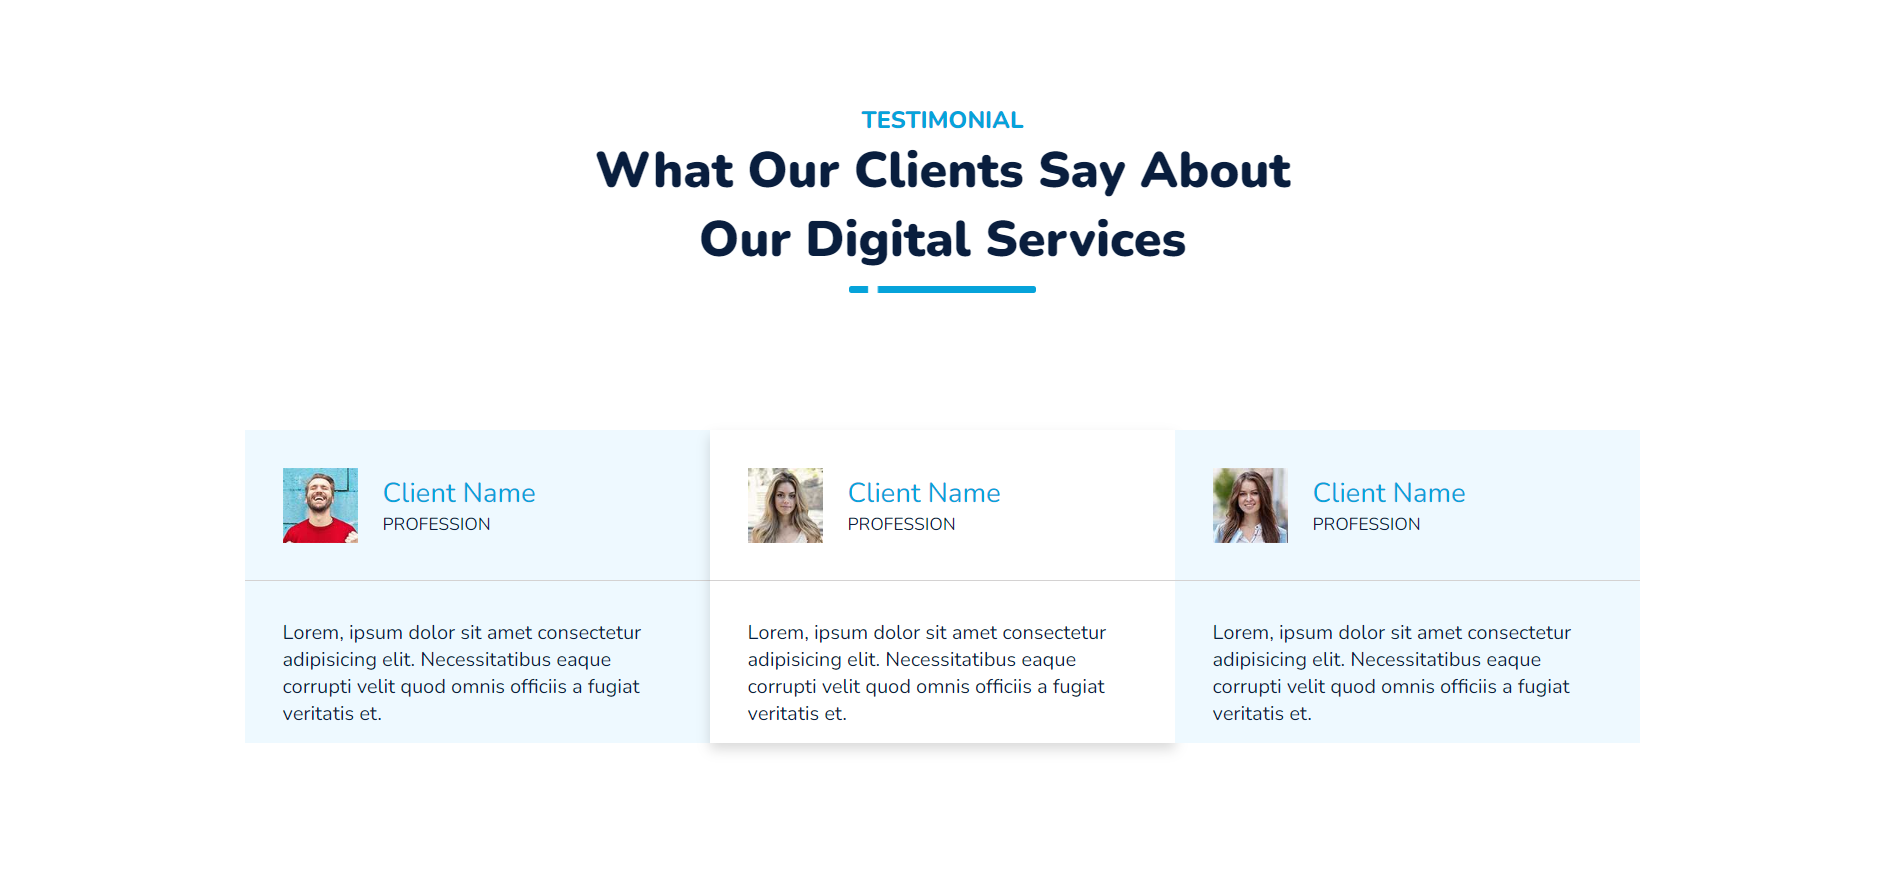 TESTIMONIAL
What Our Clients Say About
Our Digital Services
Client Name
PROFESSION
Lorem, ipsum dolor sit amet consectetur
adipisicing elit. Necessitatibus eaque
corrupti velit quod omnis officiis a fugiat
veritatis et.
Client Name
PROFESSION
Lorem, ipsum dolor sit amet consectetur
adipisicing elit. Necessitatibus eaque
corrupti velit quod omnis officiis a fugiat
veritatis et.
Client Name
PROFESSION
Lorem, ipsum dolor sit amet consectetur
adipisicing elit. Necessitatibus eaque
corrupti velit quod omnis officiis a fugiat
veritatis et.